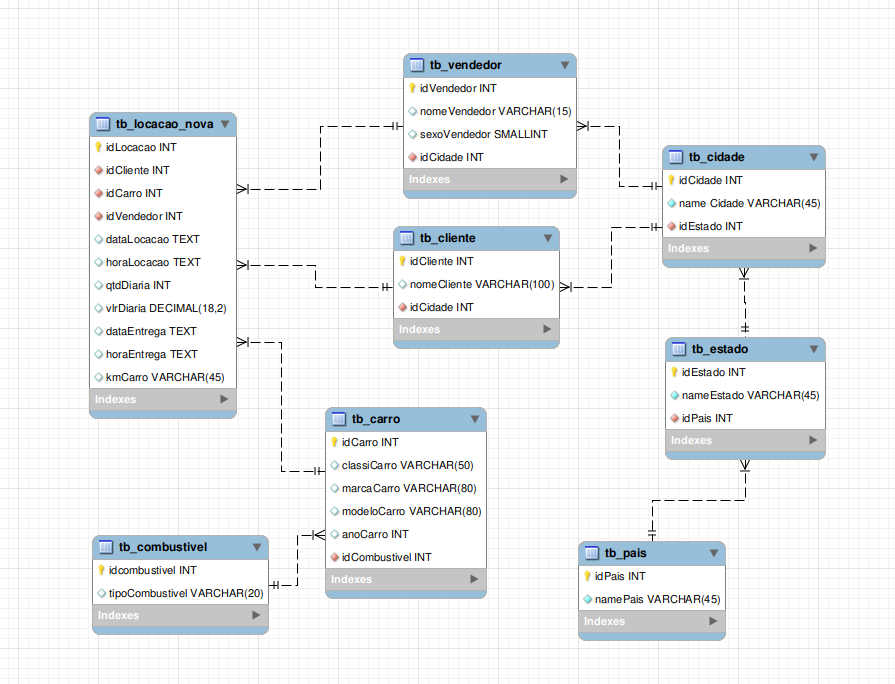 tb_vendedor
idVendedor INT
nomeVendedor VARCHAR(15)
sexoVendedor SMALLINT
idCidade INT
Indexes
tb_locacao_nova
idLocacao INT
idCliente INT
idCarro INT
idVendedor INT
dataLocacao TEXT
horaLocacao TEXT
qtdDiaria INT
vlrDiaria DECIMAL(18,2)
dataEntrega TEXT
horaEntrega TEXT
kmCarro VARCHAR(45)
Indexes
tb_cidade
idCidade INT
name Cidade VARCHAR(45)
idEstado INT
Indexes
tb_cliente
idCliente INT
nomeCliente VARCHAR(100)
idCidade INT
Indexes
tb_estado
idEstado INT
nameEstado VARCHAR(45)
idPais INT
Indexes
tb_carro
idCarro INT
classiCarro VARCHAR(50)
marcaCarro VARCHAR(80)
modeloCarro VARCHAR(80)
anoCarro INT
idCombustivel INT
Indexes
tb_combustivel
idcombustivel INT
tipoCombustivel VARCHAR(20)
Indexes
tb_pais
idPais INT
namePais VARCHAR(45)
Indexes